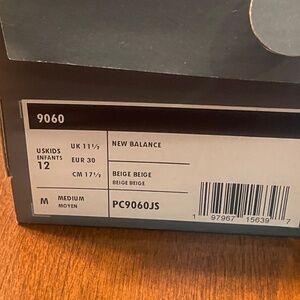 9060
USKIDS
ENFANTS
12
UK 11½
EUR 30
CM 17½
NEW BALANCE
BEIGE BEIGE
BEIGE BEIGE
M
MEDIUM
MOYEN
PC9060JS
1 97967 15639 7